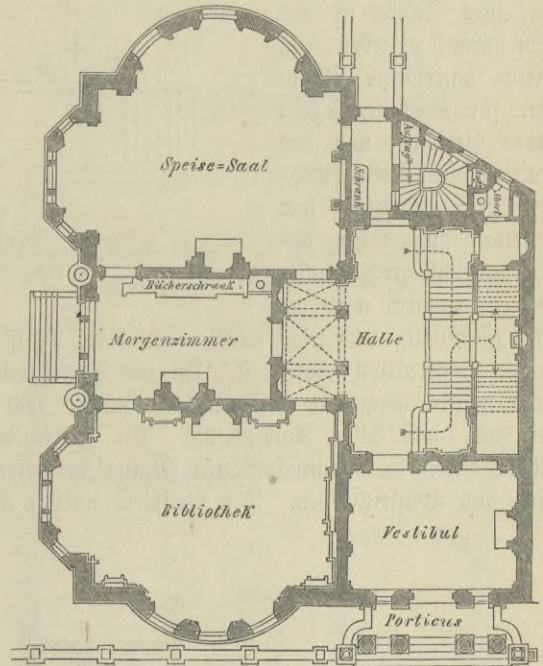 Speise=Saal
Aufzug
Schrank
Bücherschrank
Morgenzimmer
Halle
Bibliothek
Vestibul
Porticus